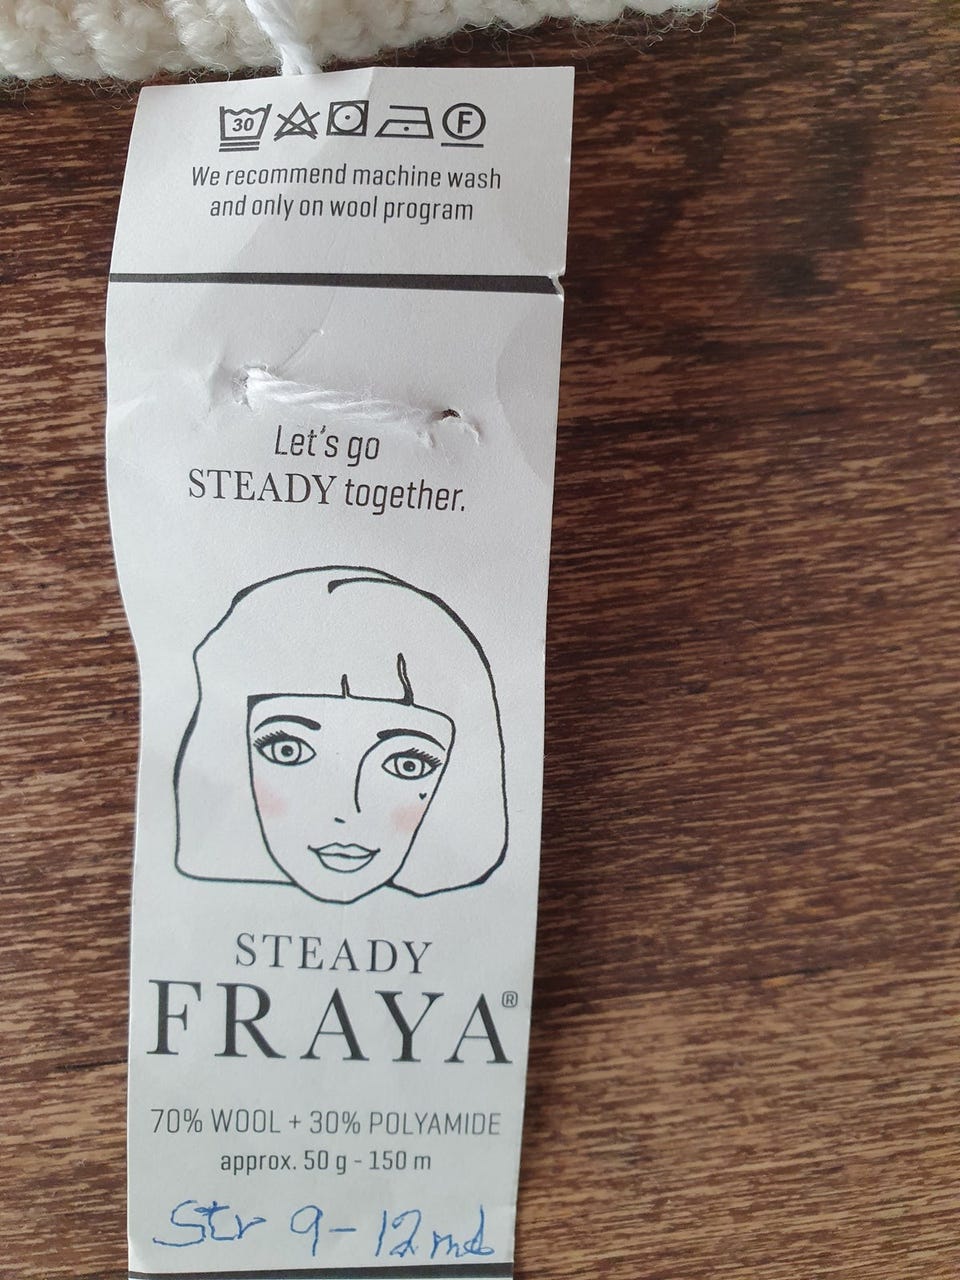 30 F
We recommend machine wash
and only on wool program
Let's go
STEADY together.
STEADY
FRAYA®
70% WOOL + 30% POLYAMIDE
approx. 50 g - 150 m
Str 9-12 md